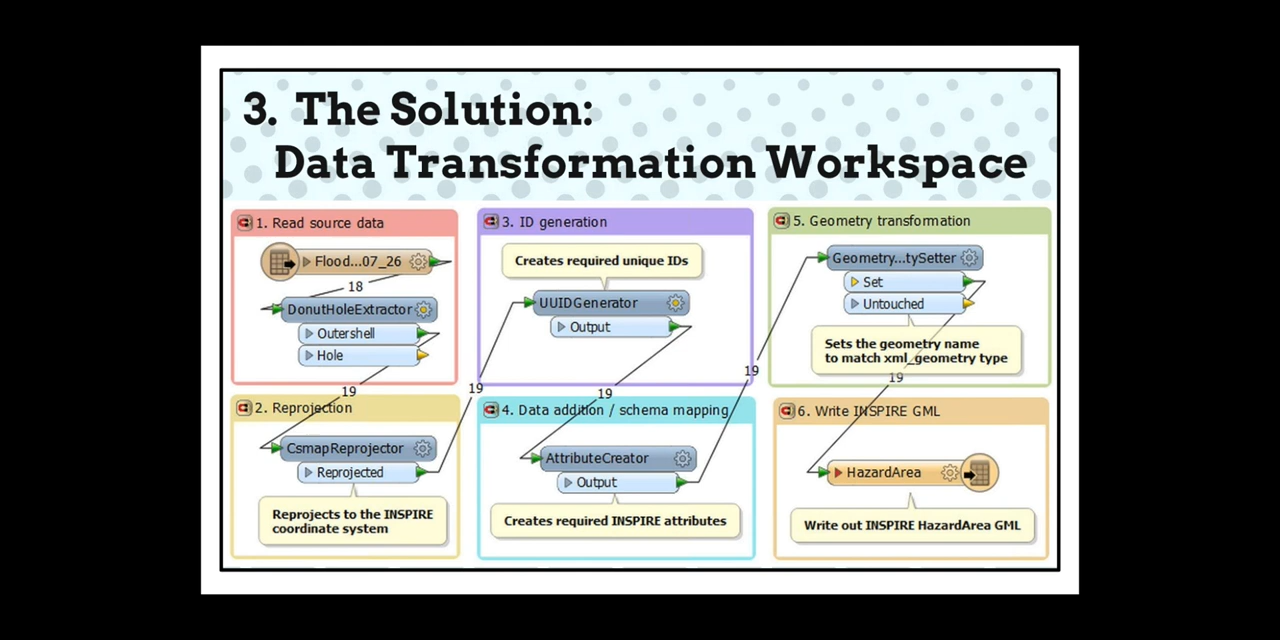 3. The Solution:
Data Transformation Workspace
1. Read source data
Flood...07_26
18
DonutHoleExtractor
Outershell
Hole
19
2. Reprojection
CsmapReprojector
Reprojected
Reprojects to the INSPIRE
coordinate system
19
3. ID generation
Creates required unique IDs
UUIDGenerator
Output
19
4. Data addition / schema mapping
AttributeCreator
Output
Creates required INSPIRE attributes
19
5. Geometry transformation
Geometry...tySetter
Set
Untouched
Sets the geometry name
to match xml_geometry type
19
6. Write INSPIRE GML
HazardArea
Write out INSPIRE HazardArea GML